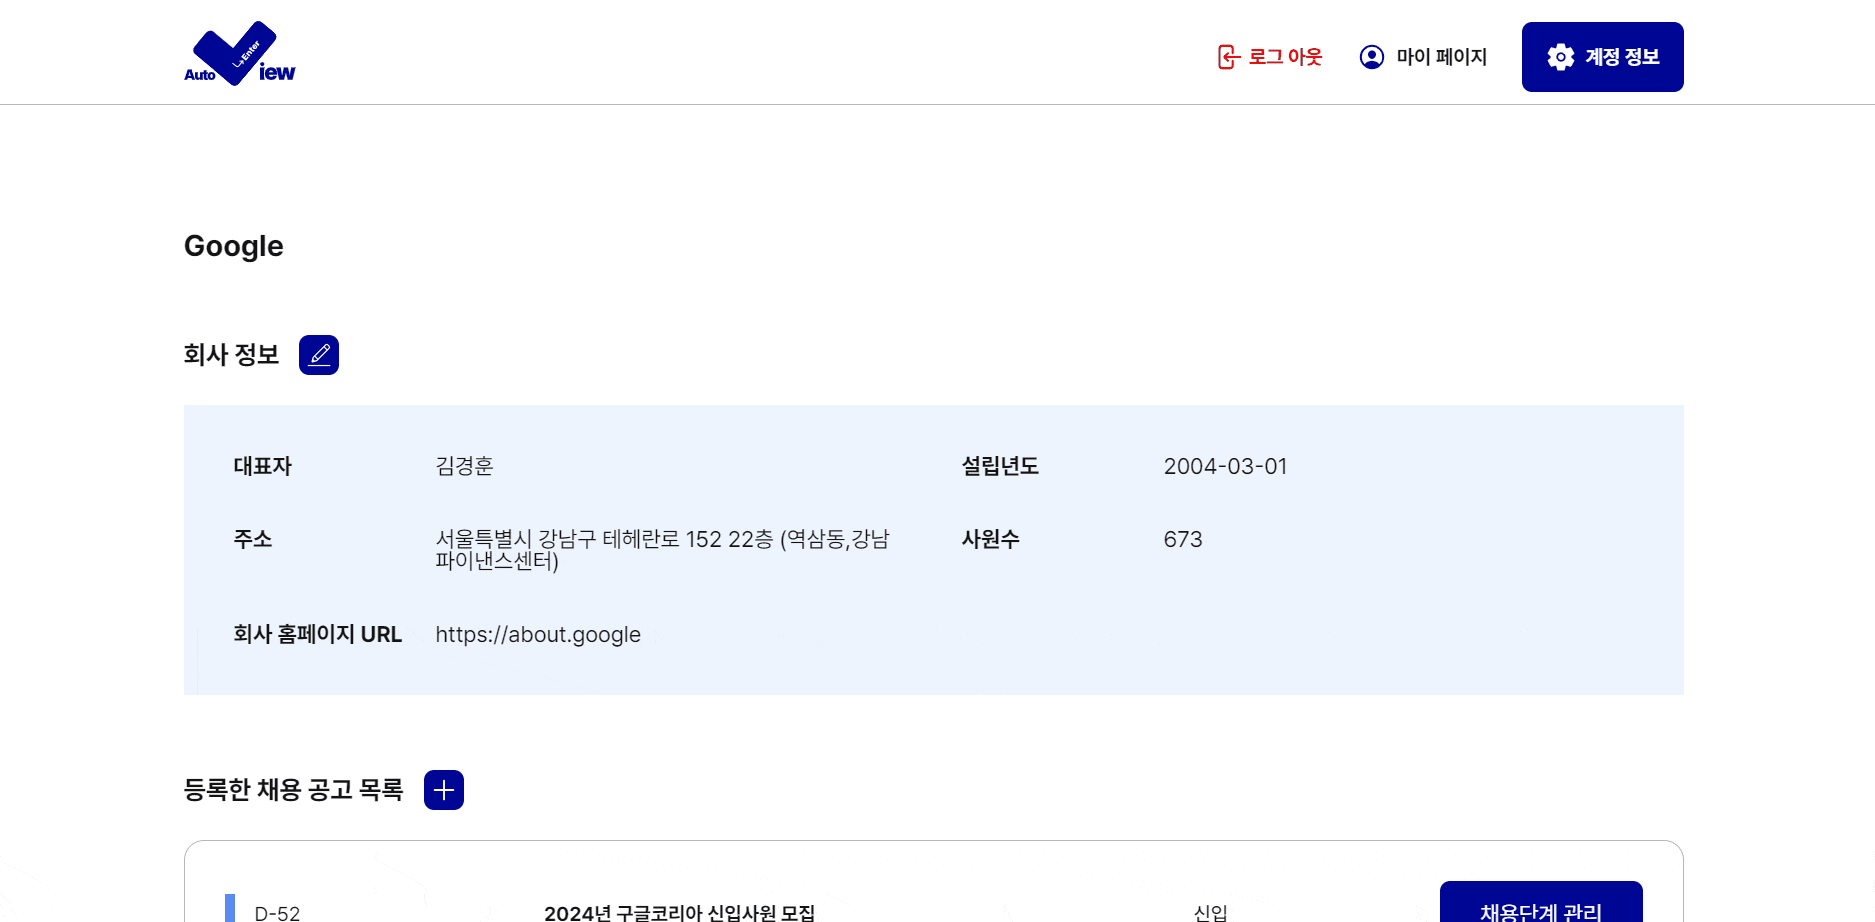 Auto Enter iew
로그 아웃
마이 페이지
계정 정보
Google
회사 정보
대표자
김경훈
설립년도
2004-03-01
주소
서울특별시 강남구 테헤란로 152 22층 (역삼동,강남
파이낸스센터)
사원수
673
회사 홈페이지 URL
https://about.google
등록한 채용 공고 목록
D-52
2024년 구글코리아 신입사원 모집
신입
채용단계 관리